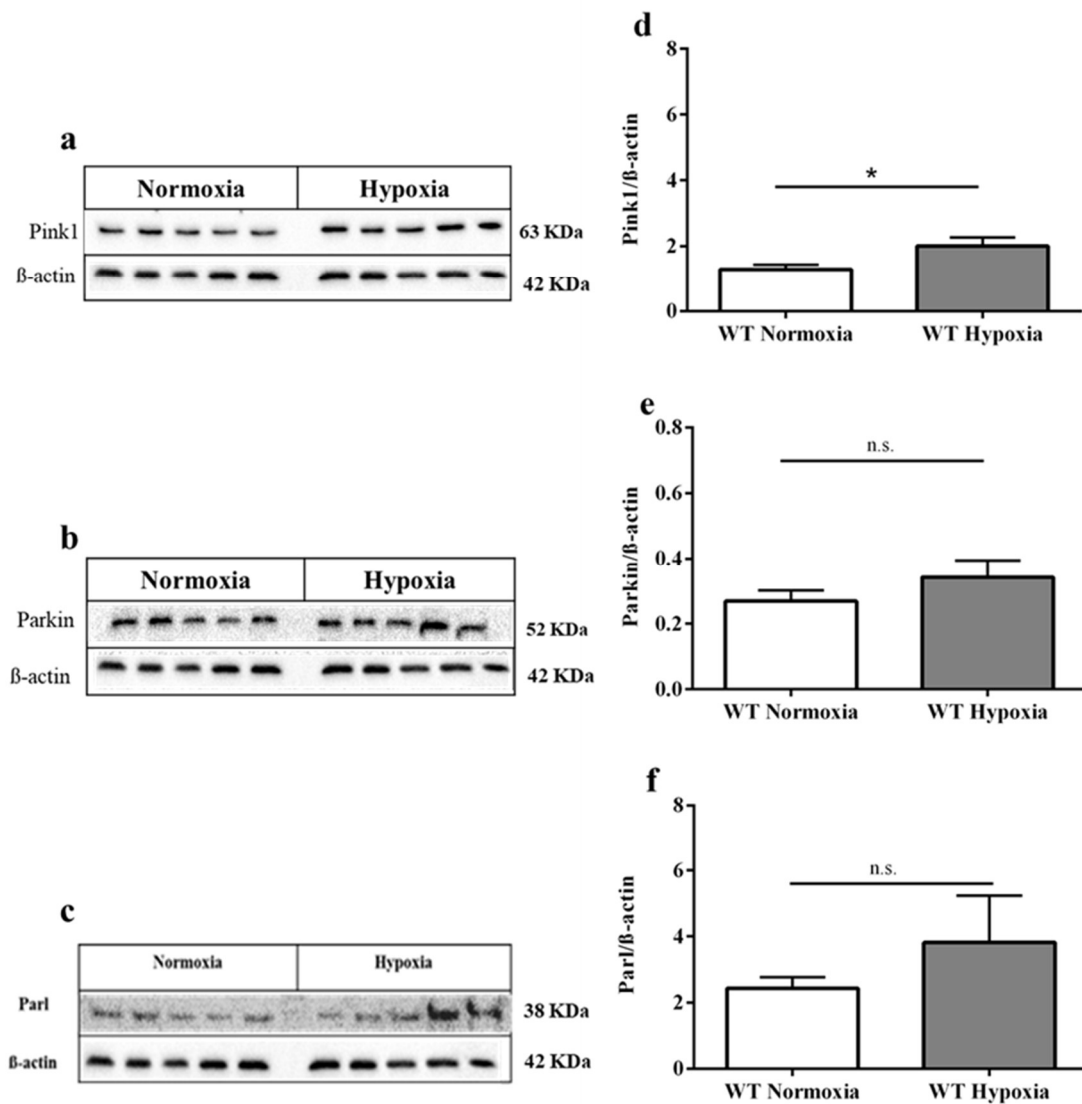 a
Normoxia Hypoxia
Pink1 63 KDa
ß-actin 42 KDa
d
Pink1/ß-actin
8
6
4
2
0
*
WT Normoxia WT Hypoxia
b
Normoxia Hypoxia
Parkin 52 KDa
ß-actin 42 KDa
e
Parkin/ß-actin
0.8
0.6
0.4
0.2
0.0
n.s.
WT Normoxia WT Hypoxia
c
Normoxia Hypoxia
Parl 38 KDa
ß-actin 42 KDa
f
Parl/ß-actin
8
6
4
2
0
n.s.
WT Normoxia WT Hypoxia